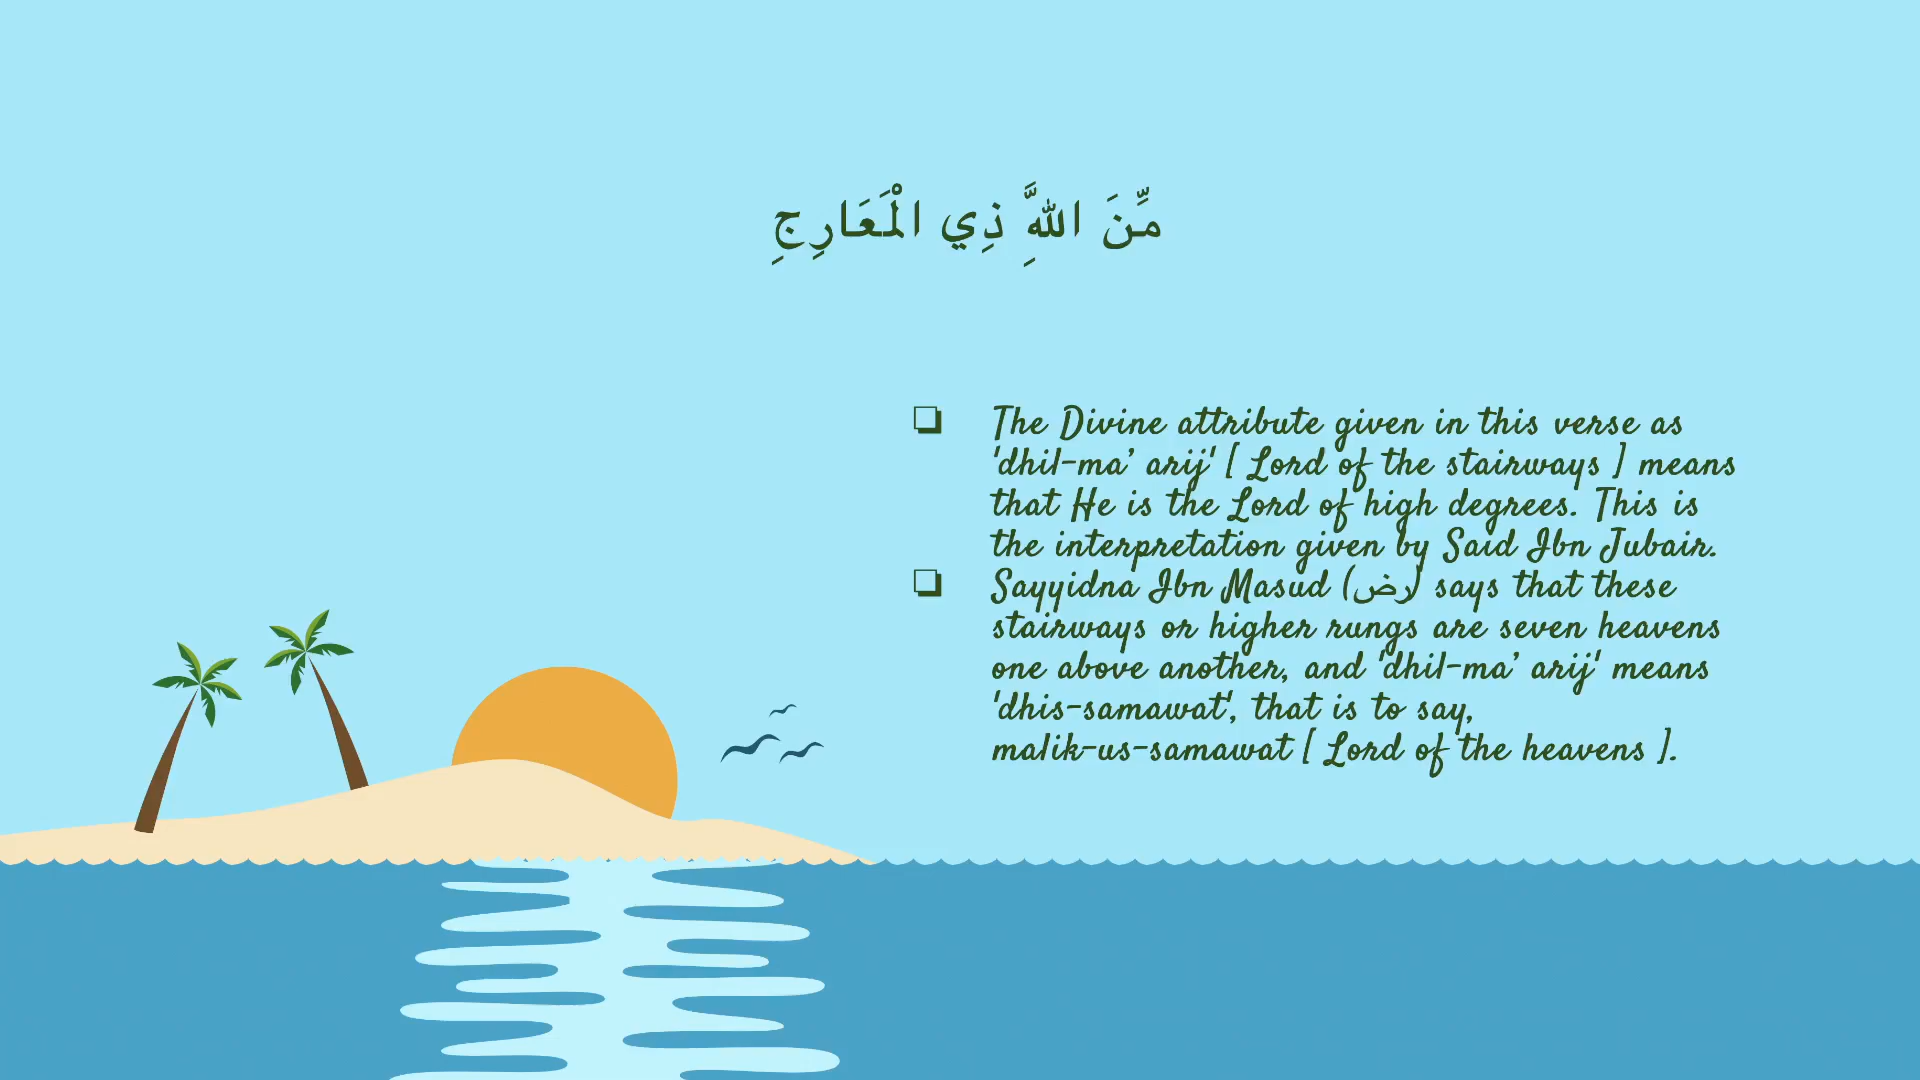 مِّنَ اللَّهِ ذِي الْمَعَارِجِ
❏ The Divine attribute given in this verse as
'dhil-ma’ arij' [ Lord of the stairways ] means
that He is the Lord of high degrees. This is
the interpretation given by Said Ibn Jubair.
❏ Sayyidna Ibn Masud (رض) says that these
stairways or higher rungs are seven heavens
one above another, and 'dhil-ma’ arij' means
'dhis-samawat', that is to say,
malik-us-samawat [ Lord of the heavens ].